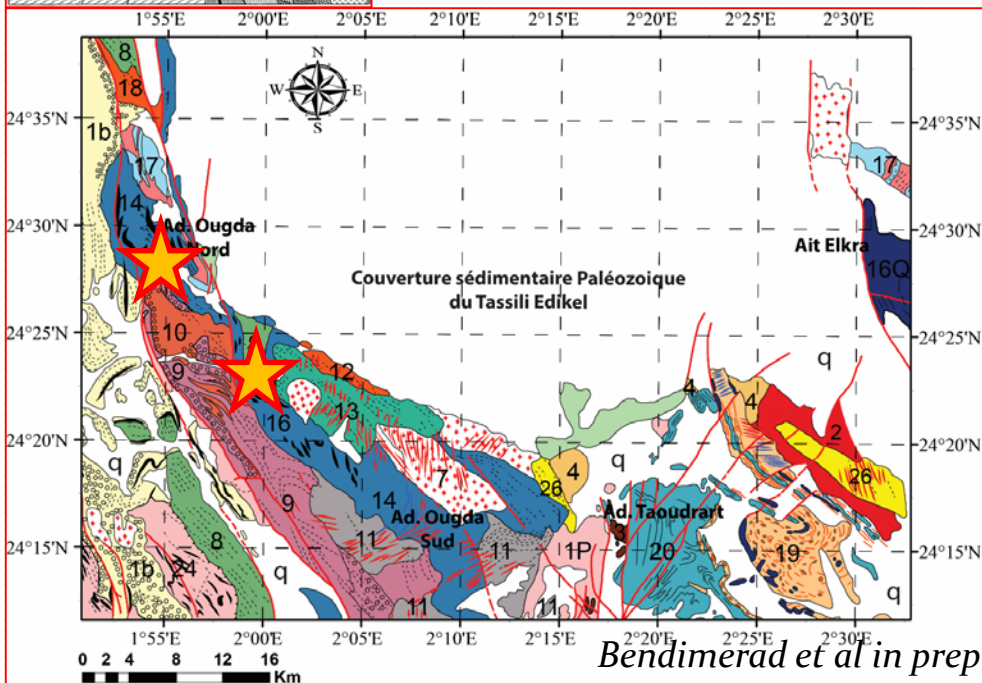 1°55'E 2°00'E 2°05'E 2°10'E 2°15'E 2°20'E 2°25'E 2°30'E
8
N
18
W E
S
24°35'N 1b 24°35'N
17 17
14
24°30'N Ad. Ougda 24°30'N
Nord Ait Elkra
Couverture sédimentaire Paléozoique 16Q
du Tassili Edikel
24°25'N 10 24°25'N
q
9 12 4 4
13
16 2
24°20'N 24°20'N
q 7 4 q 26
26
9 14 Ad. Ougda Ad. Taoudrart
Sud
8 11 11 1P 20 19
24°15'N 24°15'N
1b 24 q q
11 11
1°55'E 2°00'E 2°05'E 2°10'E 2°15'E 2°20'E 2°25'E 2°30'E
0 2 4 8 12 16
Km
Bendimerad et al in prep